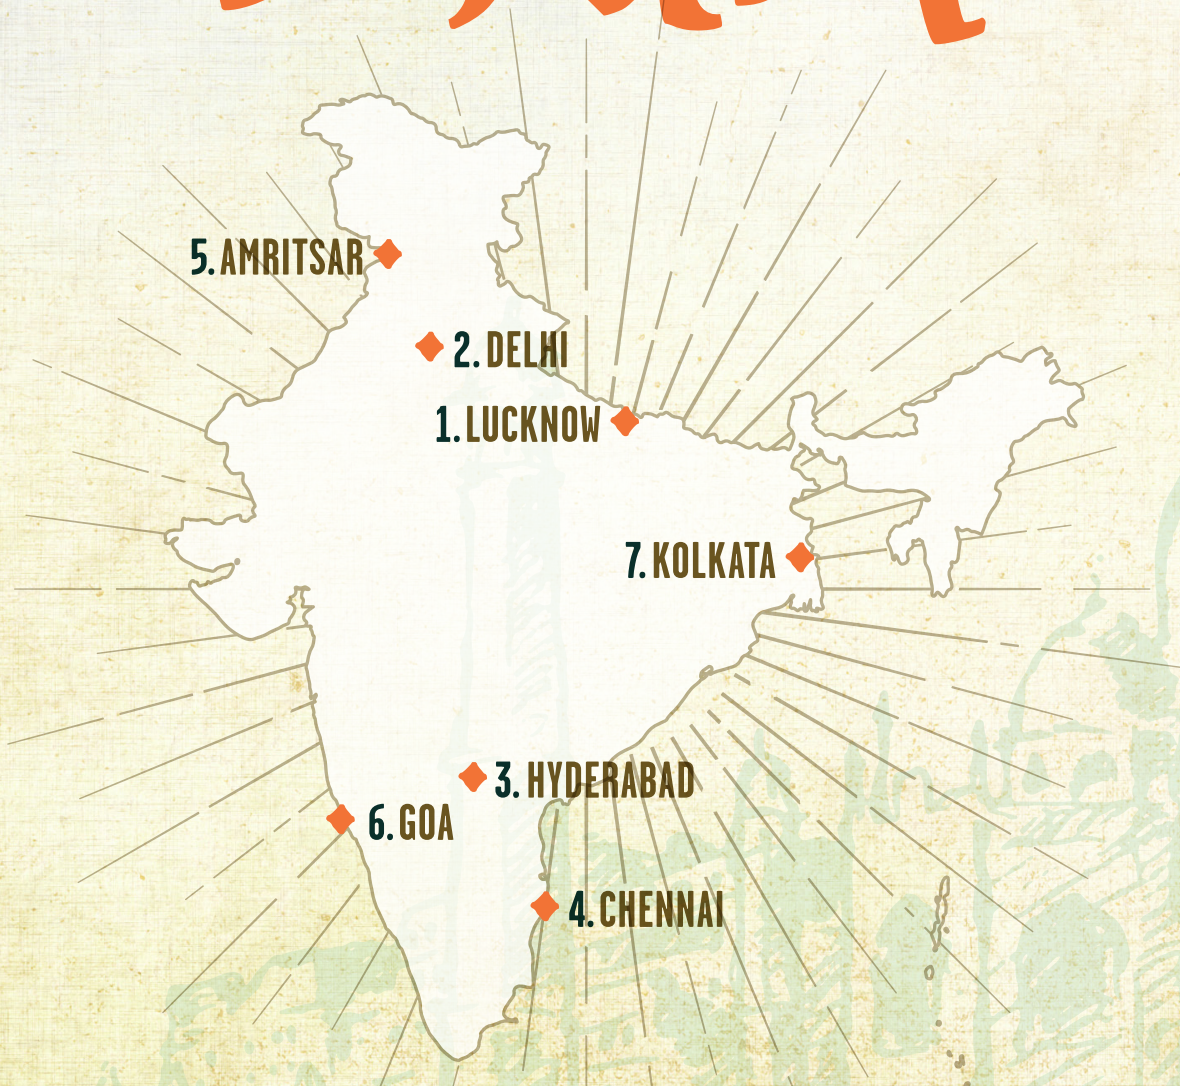 5. AMRITSAR
2. DELHI
1. LUCKNOW
7. KOLKATA
3. HYDERABAD
6. GOA
4. CHENNAI